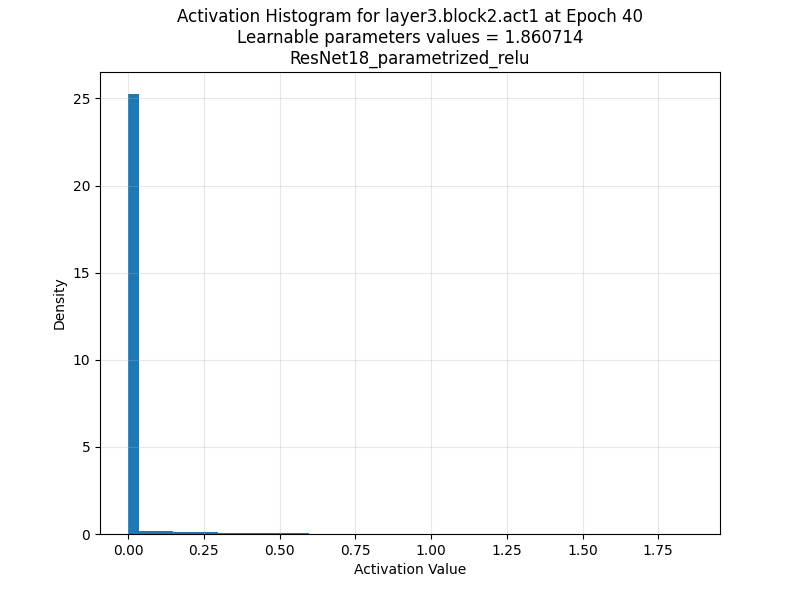 Activation Histogram for layer3.block2.act1 at Epoch 40
Learnable parameters values = 1.860714
ResNet18_parametrized_relu
25
20
15
10
5
0
Density
0.00 0.25 0.50 0.75 1.00 1.25 1.50 1.75
Activation Value